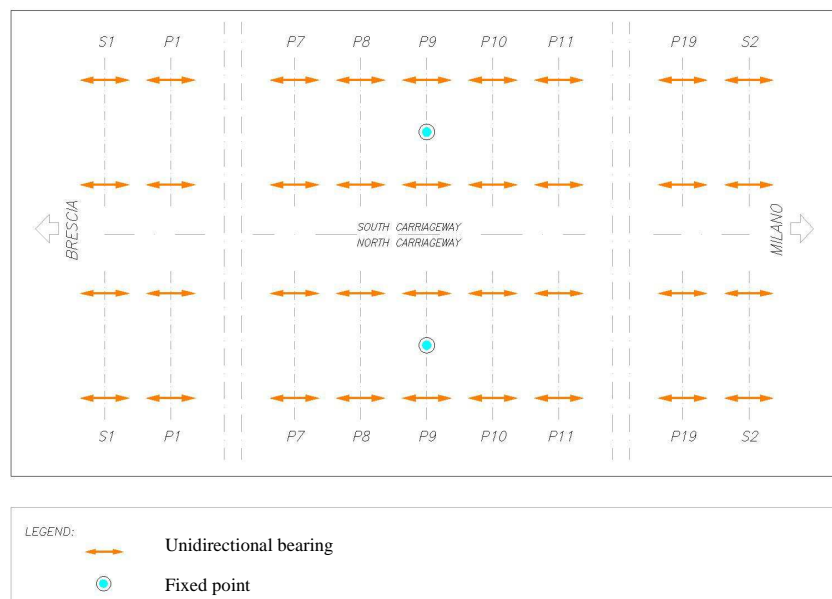 S1 P1 P7 P8 P9 P10 P11 P19 S2
BRESCIA
SOUTH CARRIAGEWAY
NORTH CARRIAGEWAY
MILANO
S1 P1 P7 P8 P9 P10 P11 P19 S2
LEGEND:
Unidirectional bearing
Fixed point